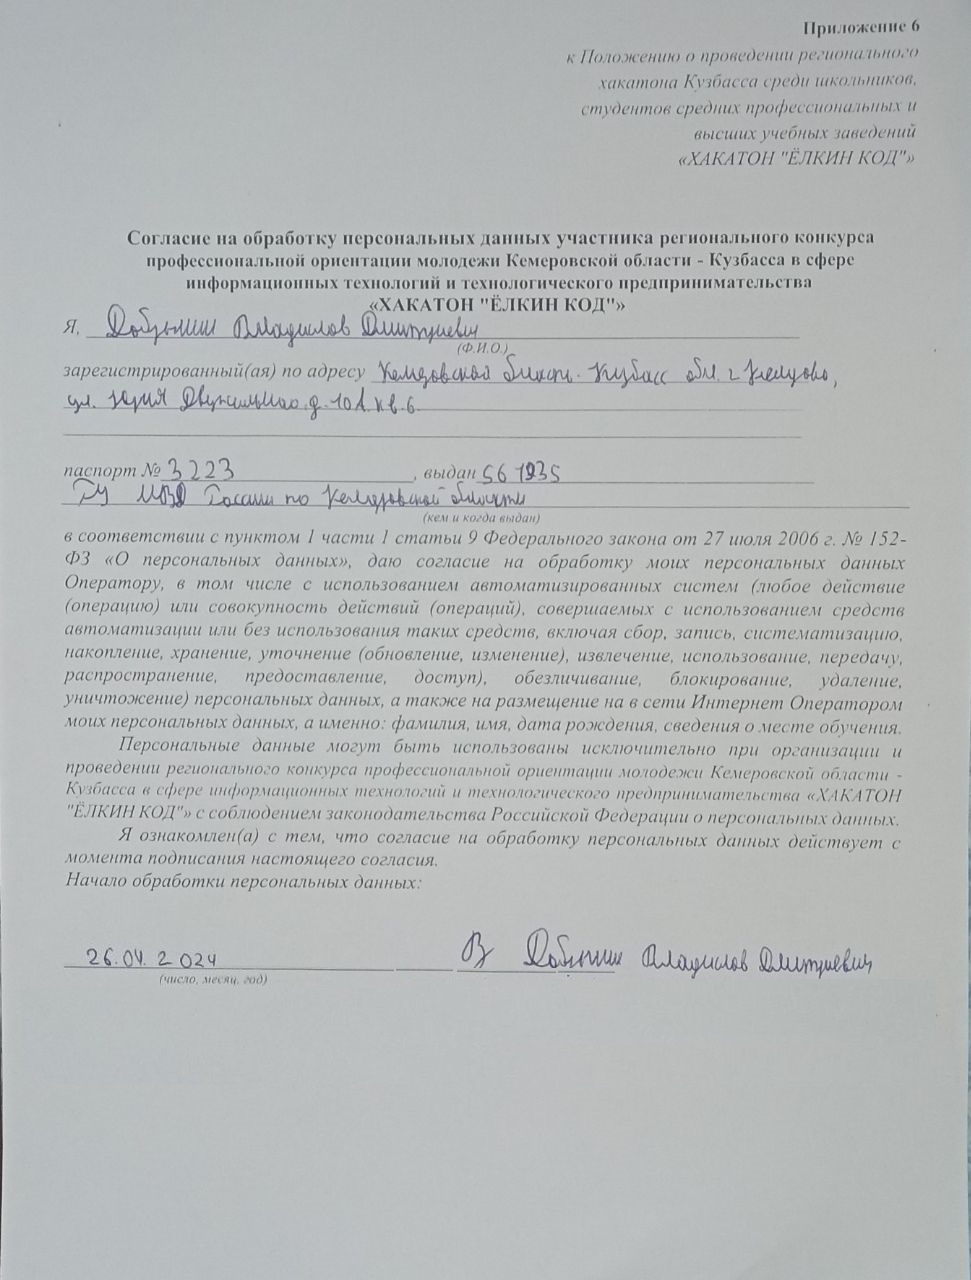 Приложение 6
к Положению о проведении регионального
хакатона Кузбасса среди школьников,
студентов средних профессиональных и
высших учебных заведений
«ХАКАТОН "ЁЛКИН КОД"»
Согласие на обработку персональных данных участника регионального конкурса
профессиональной ориентации молодежи Кемеровской области - Кузбасса в сфере
информационных технологий и технологического предпринимательства
«ХАКАТОН "ЁЛКИН КОД"»
Я, Добрынин Владислов Дмитриевич
(Ф.И.О.)
зарегистрированный(ая) по адресу Кемеровская Кузбасс обл. г Кемерово,
ул. Юрия д. 10А кв. 6
паспорт № 3223, выдан 561935
ГУ МВД России по Кемеровской области
(кем и когда выдан)
в соответствии с пунктом 1 части 1 статьи 9 Федерального закона от 27 июля 2006 г. № 152-
ФЗ «О персональных данных», даю согласие на обработку моих персональных данных
Оператору, в том числе с использованием автоматизированных систем (любое действие
(операцию) или совокупность действий (операций), совершаемых с использованием средств
автоматизации или без использования таких средств, включая сбор, запись, систематизацию,
накопление, хранение, уточнение (обновление, изменение), извлечение, использование, передачу,
распространение, предоставление, доступ), обезличивание, блокирование, удаление,
уничтожение) персональных данных, а также на размещение на в сети Интернет Оператором
моих персональных данных, а именно: фамилия, имя, дата рождения, сведения о месте обучения.
Персональные данные могут быть использованы исключительно при организации и
проведении регионального конкурса профессиональной ориентации молодежи Кемеровской области -
Кузбасса в сфере информационных технологий и технологического предпринимательства «ХАКАТОН
"ЁЛКИН КОД"» с соблюдением законодательства Российской Федерации о персональных данных.
Я ознакомлен(а) с тем, что согласие на обработку персональных данных действует с
момента подписания настоящего согласия.
Начало обработки персональных данных:
26.04.2024 Добрынин Владислов Дмитриевич
(число, месяц, год)